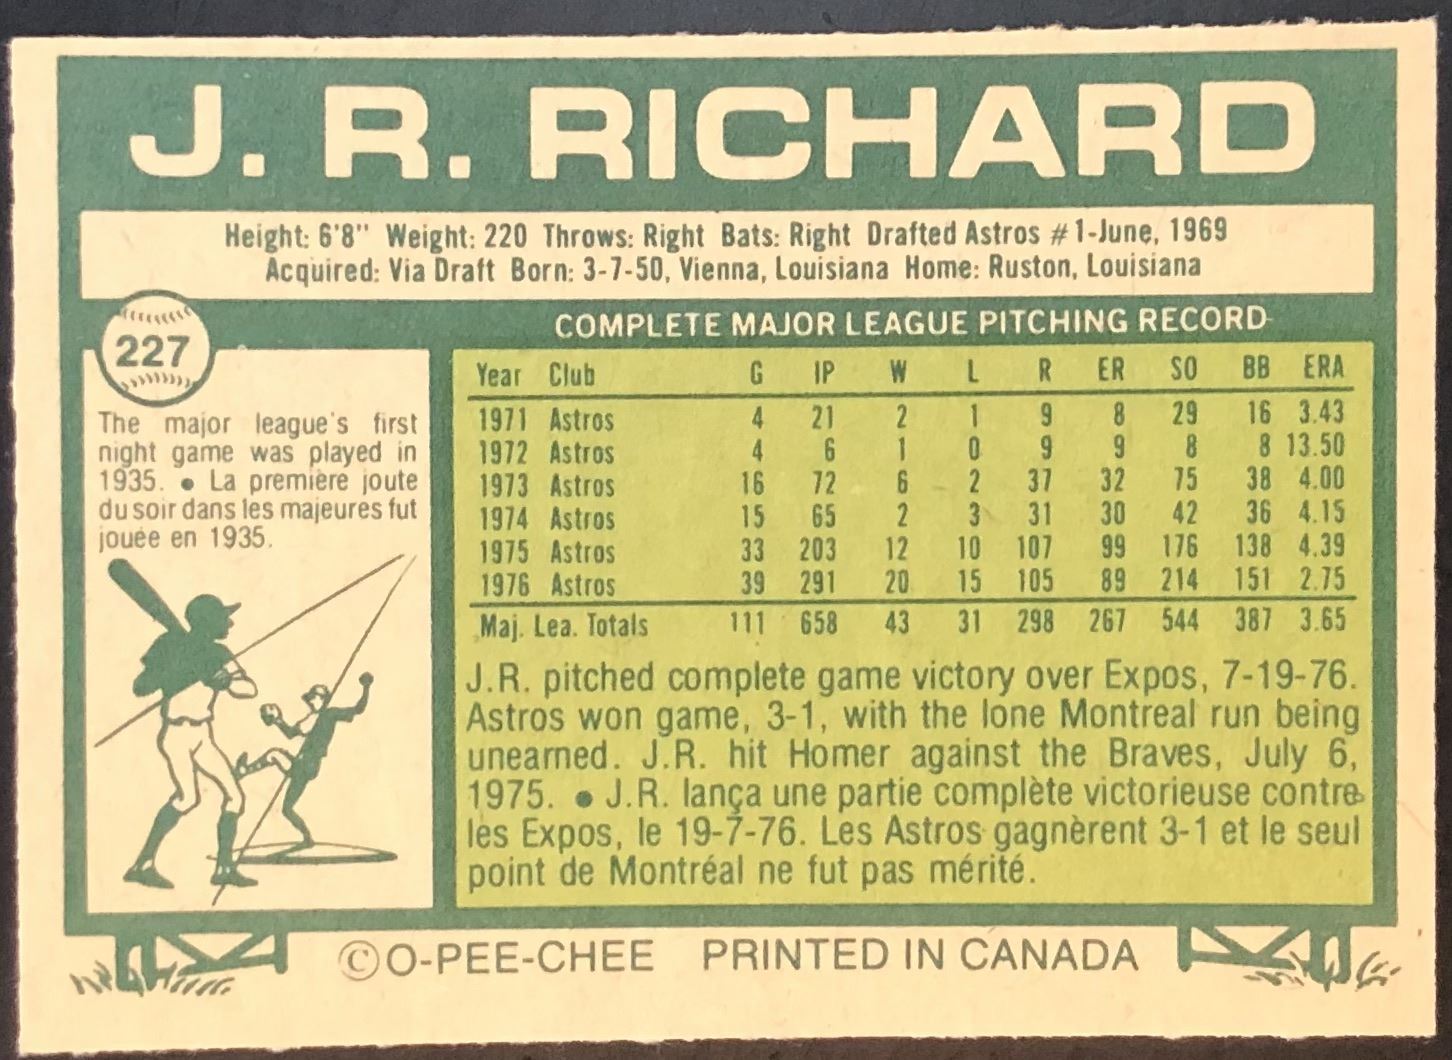 J. R. RICHARD
Height: 6'8" Weight: 220 Throws: Right Bats: Right Drafted Astros #1-June, 1969
Acquired: Via Draft Born: 3-7-50, Vienna, Louisiana Home: Ruston, Louisiana
227
The major league's first
night game was played in
1935. • La première joute
du soir dans les majeures fut
jouée en 1935.
COMPLETE MAJOR LEAGUE PITCHING RECORD
Year Club G IP W L R ER SO BB ERA
1971 Astros 4 21 2 1 9 8 29 16 3.43
1972 Astros 4 6 1 0 9 9 8 8 13.50
1973 Astros 16 72 6 2 37 32 75 38 4.00
1974 Astros 15 65 2 3 31 30 42 36 4.15
1975 Astros 33 203 12 10 107 99 176 138 4.39
1976 Astros 39 291 20 15 105 89 214 151 2.75
Maj. Lea. Totals 111 658 43 31 298 267 544 387 3.65
J.R. pitched complete game victory over Expos, 7-19-76.
Astros won game, 3-1, with the lone Montreal run being
unearned. J.R. hit Homer against the Braves, July 6,
1975. • J.R. lança une partie complète victorieuse contre
les Expos, le 19-7-76. Les Astros gagnèrent 3-1 et le seul
point de Montréal ne fut pas mérité.
©O-PEE-CHEE PRINTED IN CANADA